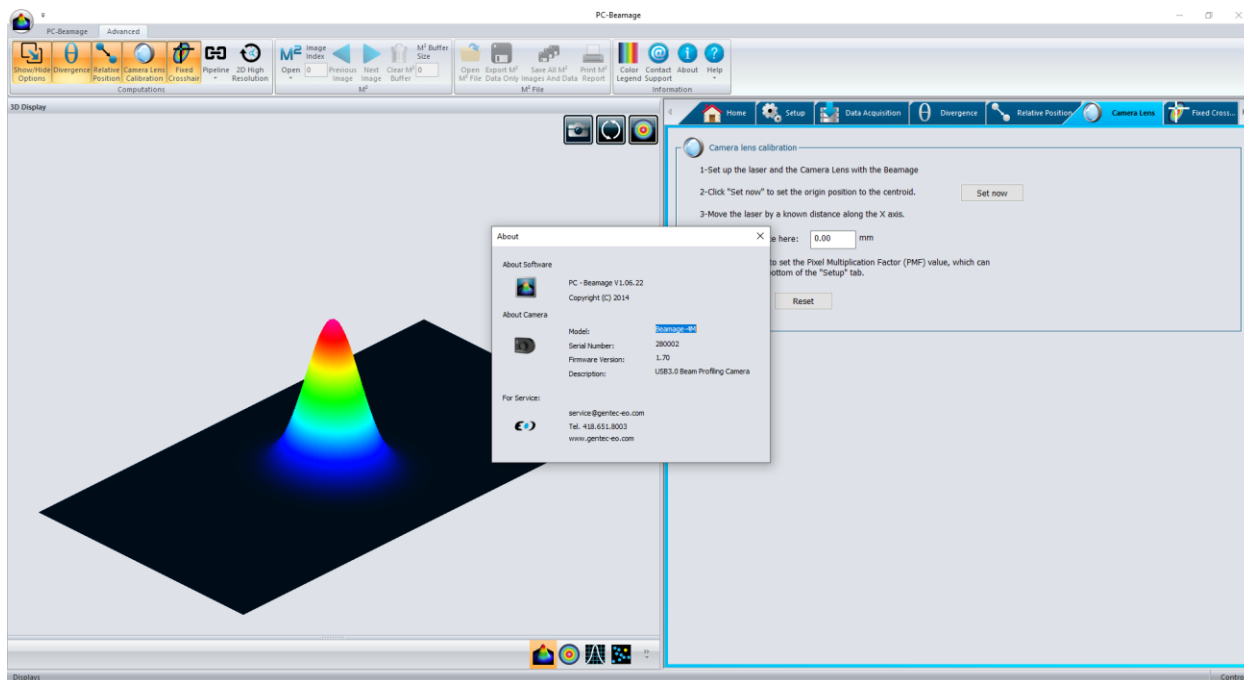 PC-Beamage
PC-Beamage Advanced
Show/Hide Options
Divergence
Relative Position
Camera Lens Calibration
Fixed Crosshair
Pipeline
2D High Resolution
Computations
M² Open
Image Index
0
Previous Image
Next Image
Clear M² Buffer
M² Buffer Size
0
M²
Open M² File
Export M² Data Only
Save All M² Images And Data
Print M² Report
M² File
Color Legend
Contact Support
About
Help
Information
3D Display
Home
Setup
Data Acquisition
Divergence
Relative Position
Camera Lens
Fixed Cross...
Camera lens calibration
1-Set up the laser and the Camera Lens with the Beamage
2-Click "Set now" to set the origin position to the centroid.
Set now
3-Move the laser by a known distance along the X axis.
e here: 0.00 mm
to set the Pixel Multiplication Factor (PMF) value, which can
ottom of the "Setup" tab.
Reset
About
About Software
PC - Beamage V1.06.22
Copyright (C) 2014
About Camera
Model: Beamage-4M
Serial Number: 280002
Firmware Version: 1.70
Description: USB3.0 Beam Profiling Camera
For Service:
service@gentec-eo.com
Tel. 418.651.8003
www.gentec-eo.com
Displays
Contro